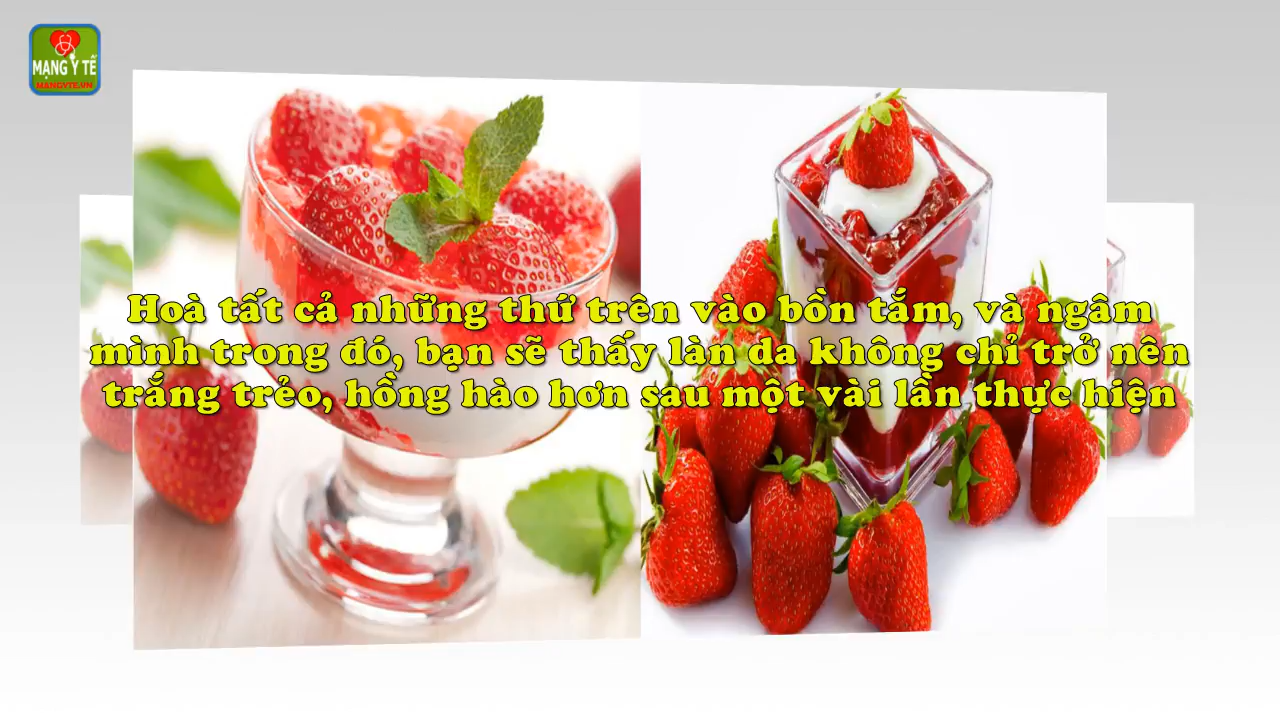 MẠNG Y TẾ
MANGYTE.VN
Hoà tất cả những thứ trên vào bồn tắm, và ngâm
mình trong đó, bạn sẽ thấy làn da không chỉ trở nên
trắng trẻo, hồng hào hơn sau một vài lần thực hiện